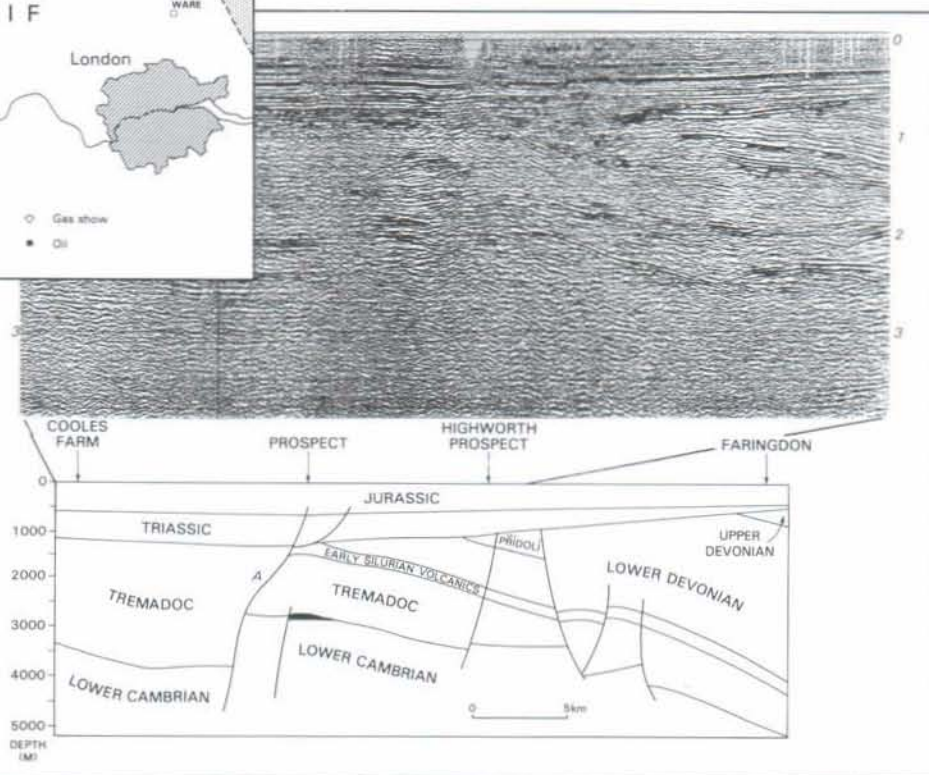 I F
WARE
London
Gas show
Oil
0
1
2
3
3
COOLES FARM
PROSPECT
HIGHWORTH PROSPECT
FARINGDON
0
1000
2000
3000
4000
5000
DEPTH (M)
JURASSIC
TRIASSIC
PŘIDOLI
UPPER DEVONIAN
EARLY SILURIAN VOLCANICS
LOWER DEVONIAN
A
TREMADOC
TREMADOC
LOWER CAMBRIAN
LOWER CAMBRIAN
0 5km